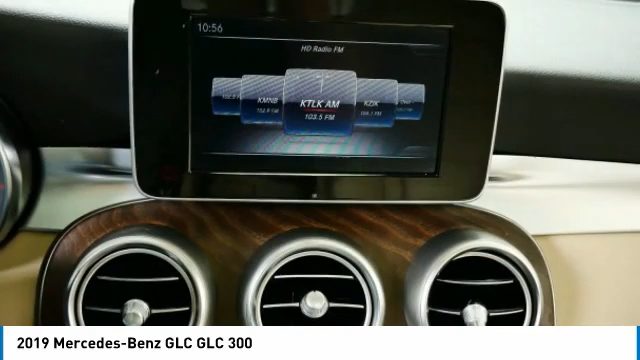 10:56
HD Radio FM
KMNB
KTLK AM
103.5 FM
KZJK
2019 Mercedes-Benz GLC GLC 300